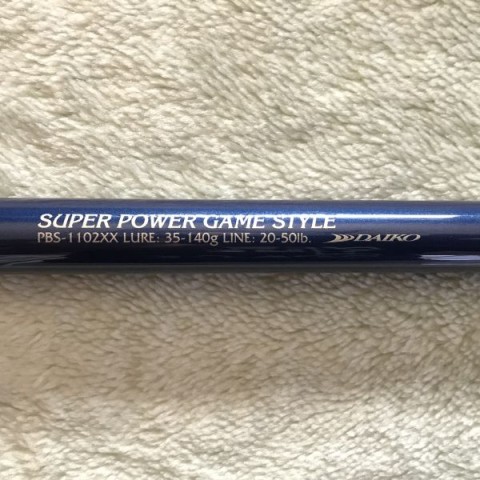 SUPER POWER GAME STYLE
PBS-1102XX LURE: 35-140g LINE: 20-50lb. DAIKO